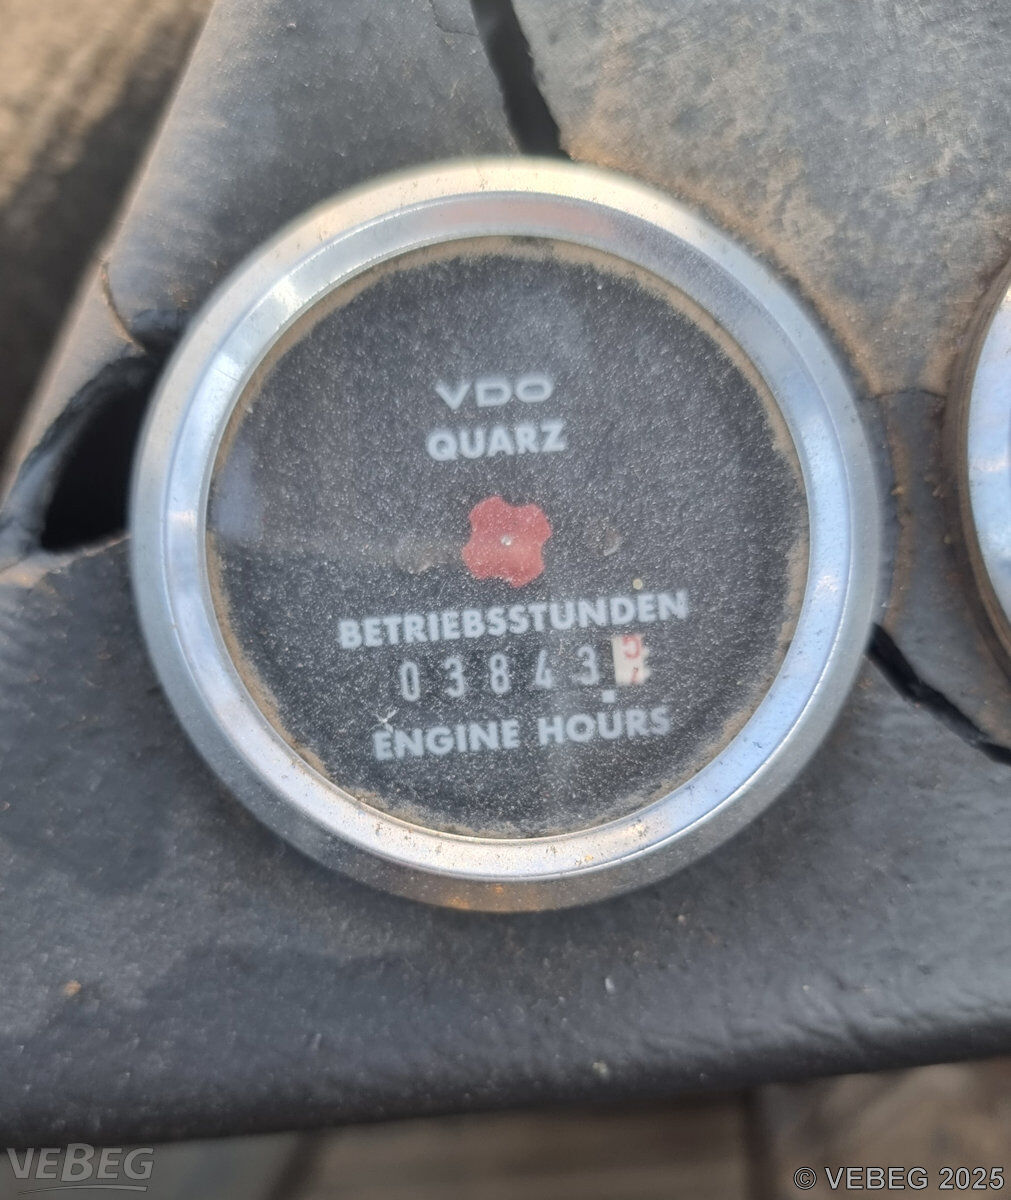 VDO
QUARZ
BETRIEBSSTUNDEN
03843
ENGINE HOURS
VEBEG
© VEBEG 2025